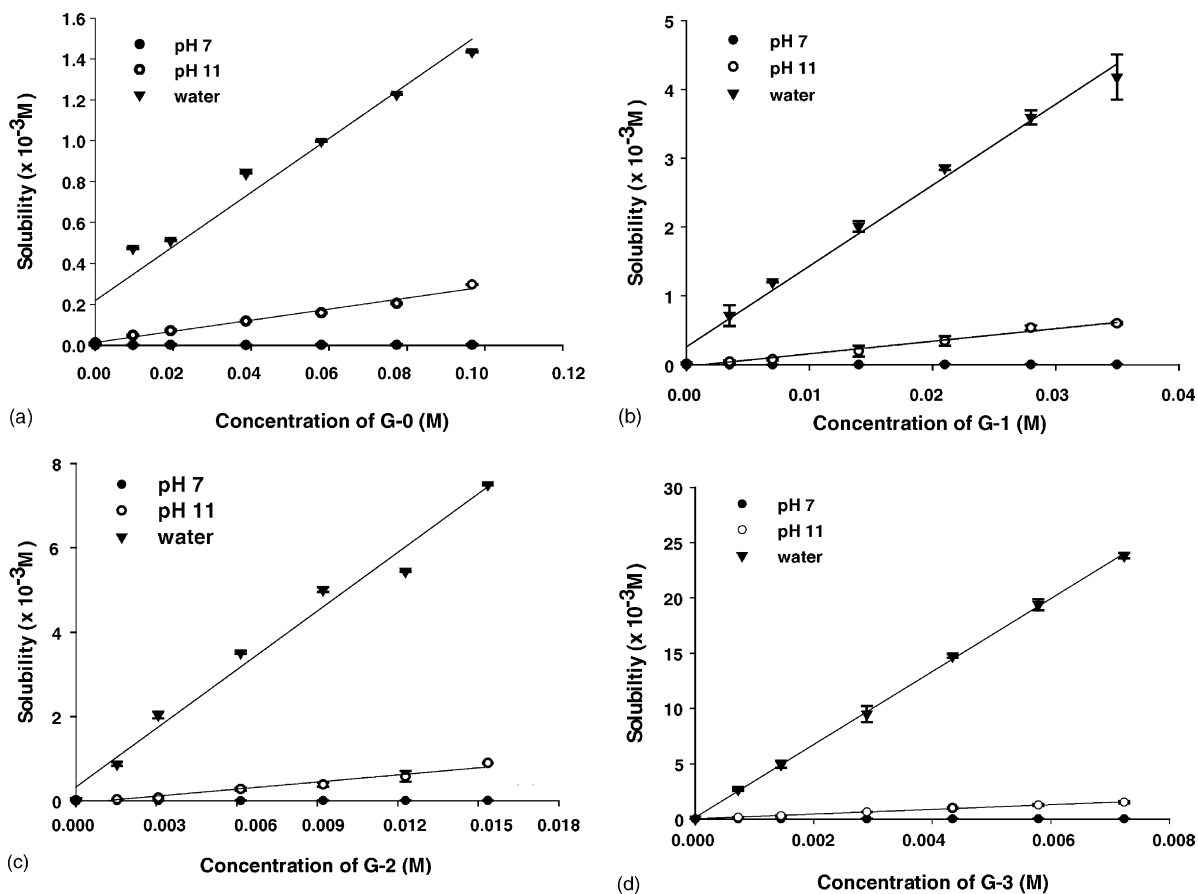 1.6
1.4
1.2
1.0
0.8
0.6
0.4
0.2
0.0
Solubility (x 10⁻³M)
pH 7
pH 11
water
0.00 0.02 0.04 0.06 0.08 0.10 0.12
(a)
Concentration of G-0 (M)
5
4
3
2
1
0
Solubility (x 10⁻³M)
pH 7
pH 11
water
0.00 0.01 0.02 0.03 0.04
(b)
Concentration of G-1 (M)
8
6
4
2
0
Solubility (x 10⁻³M)
pH 7
pH 11
water
0.000 0.003 0.006 0.009 0.012 0.015 0.018
(c)
Concentration of G-2 (M)
30
25
20
15
10
5
0
Solubiltiy (x 10⁻³M)
pH 7
pH 11
water
0.000 0.002 0.004 0.006 0.008
(d)
Concentration of G-3 (M)